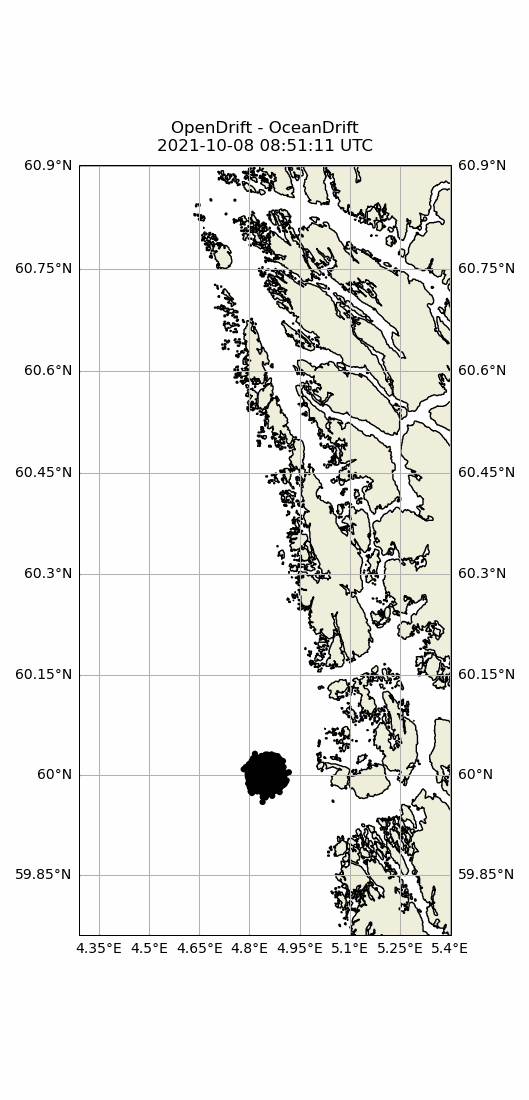 OpenDrift - OceanDrift
2021-10-08 08:51:11 UTC
60.9°N 60.9°N
60.75°N 60.75°N
60.6°N 60.6°N
60.45°N 60.45°N
60.3°N 60.3°N
60.15°N 60.15°N
60°N 60°N
59.85°N 59.85°N
4.35°E 4.5°E 4.65°E 4.8°E 4.95°E 5.1°E 5.25°E 5.4°E